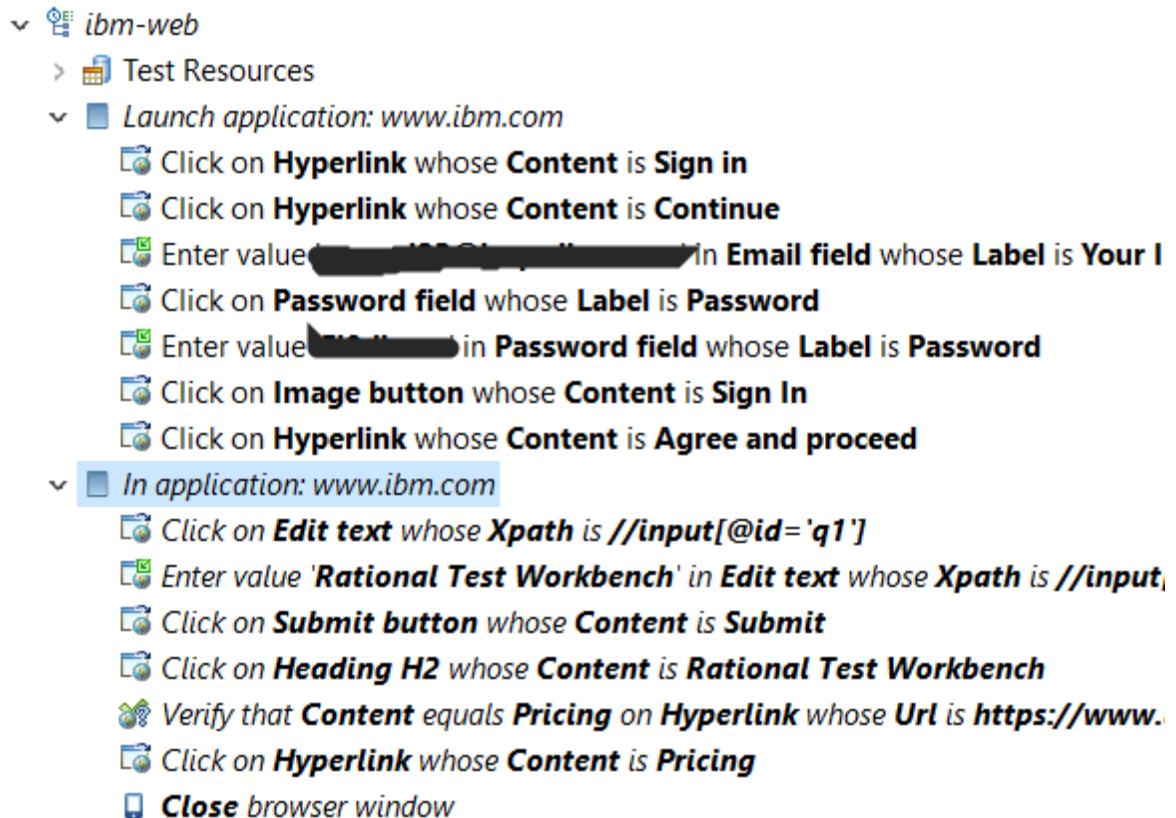 ibm-web
Test Resources
Launch application: www.ibm.com
Click on Hyperlink whose Content is Sign in
Click on Hyperlink whose Content is Continue
Enter value in Email field whose Label is Your I
Click on Password field whose Label is Password
Enter value in Password field whose Label is Password
Click on Image button whose Content is Sign In
Click on Hyperlink whose Content is Agree and proceed
In application: www.ibm.com
Click on Edit text whose Xpath is //input[@id='q1']
Enter value 'Rational Test Workbench' in Edit text whose Xpath is //input[
Click on Submit button whose Content is Submit
Click on Heading H2 whose Content is Rational Test Workbench
Verify that Content equals Pricing on Hyperlink whose Url is https://www.
Click on Hyperlink whose Content is Pricing
Close browser window